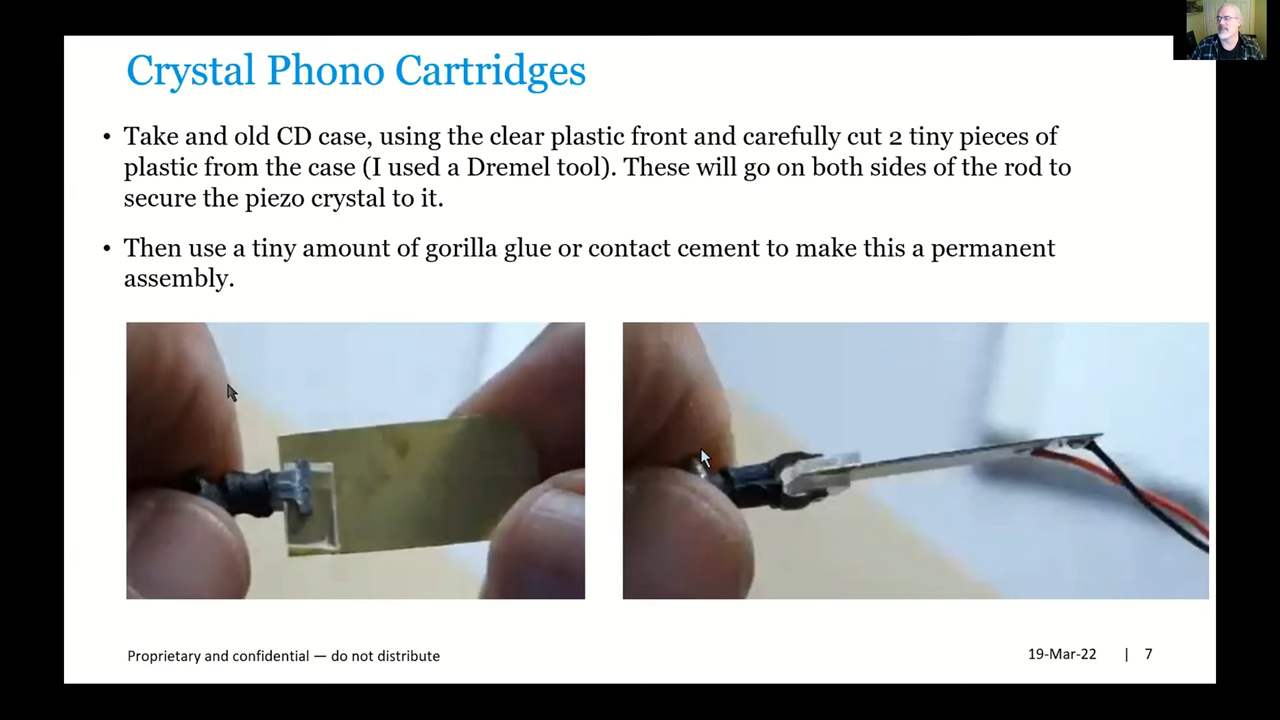 Crystal Phono Cartridges
• Take and old CD case, using the clear plastic front and carefully cut 2 tiny pieces of
plastic from the case (I used a Dremel tool). These will go on both sides of the rod to
secure the piezo crystal to it.
• Then use a tiny amount of gorilla glue or contact cement to make this a permanent
assembly.
Proprietary and confidential — do not distribute
19-Mar-22 | 7